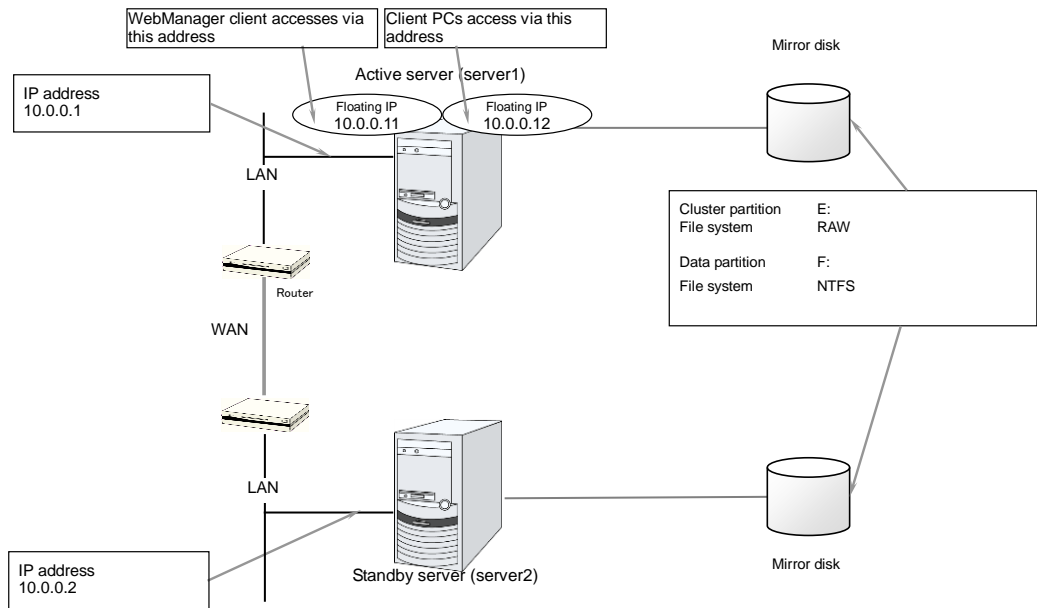 WebManager client accesses via
this address
Client PCs access via this
address
Mirror disk
Active server (server1)
IP address
10.0.0.1
Floating IP
10.0.0.11
Floating IP
10.0.0.12
LAN
Cluster partition E:
File system RAW
Data partition F:
File system NTFS
Router
WAN
LAN
IP address
10.0.0.2
Standby server (server2)
Mirror disk